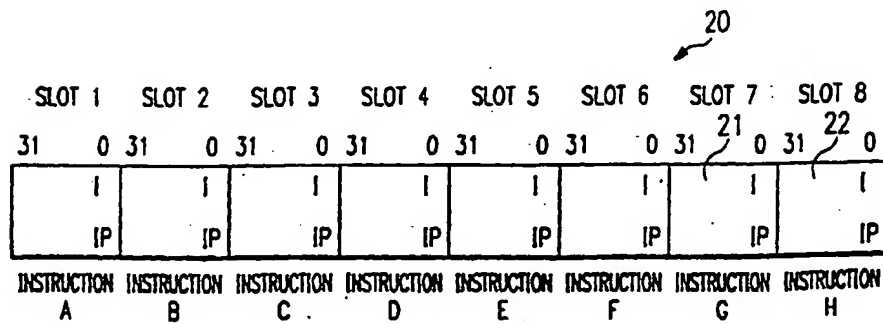 20
SLOT 1 SLOT 2 SLOT 3 SLOT 4 SLOT 5 SLOT 6 SLOT 7 SLOT 8
31 0 31 0 31 0 31 0 31 0 31 0 31 21 0 31 22 0
I I I I I I I I
IP IP IP IP IP IP IP IP
INSTRUCTION INSTRUCTION INSTRUCTION INSTRUCTION INSTRUCTION INSTRUCTION INSTRUCTION INSTRUCTION
A B C D E F G H